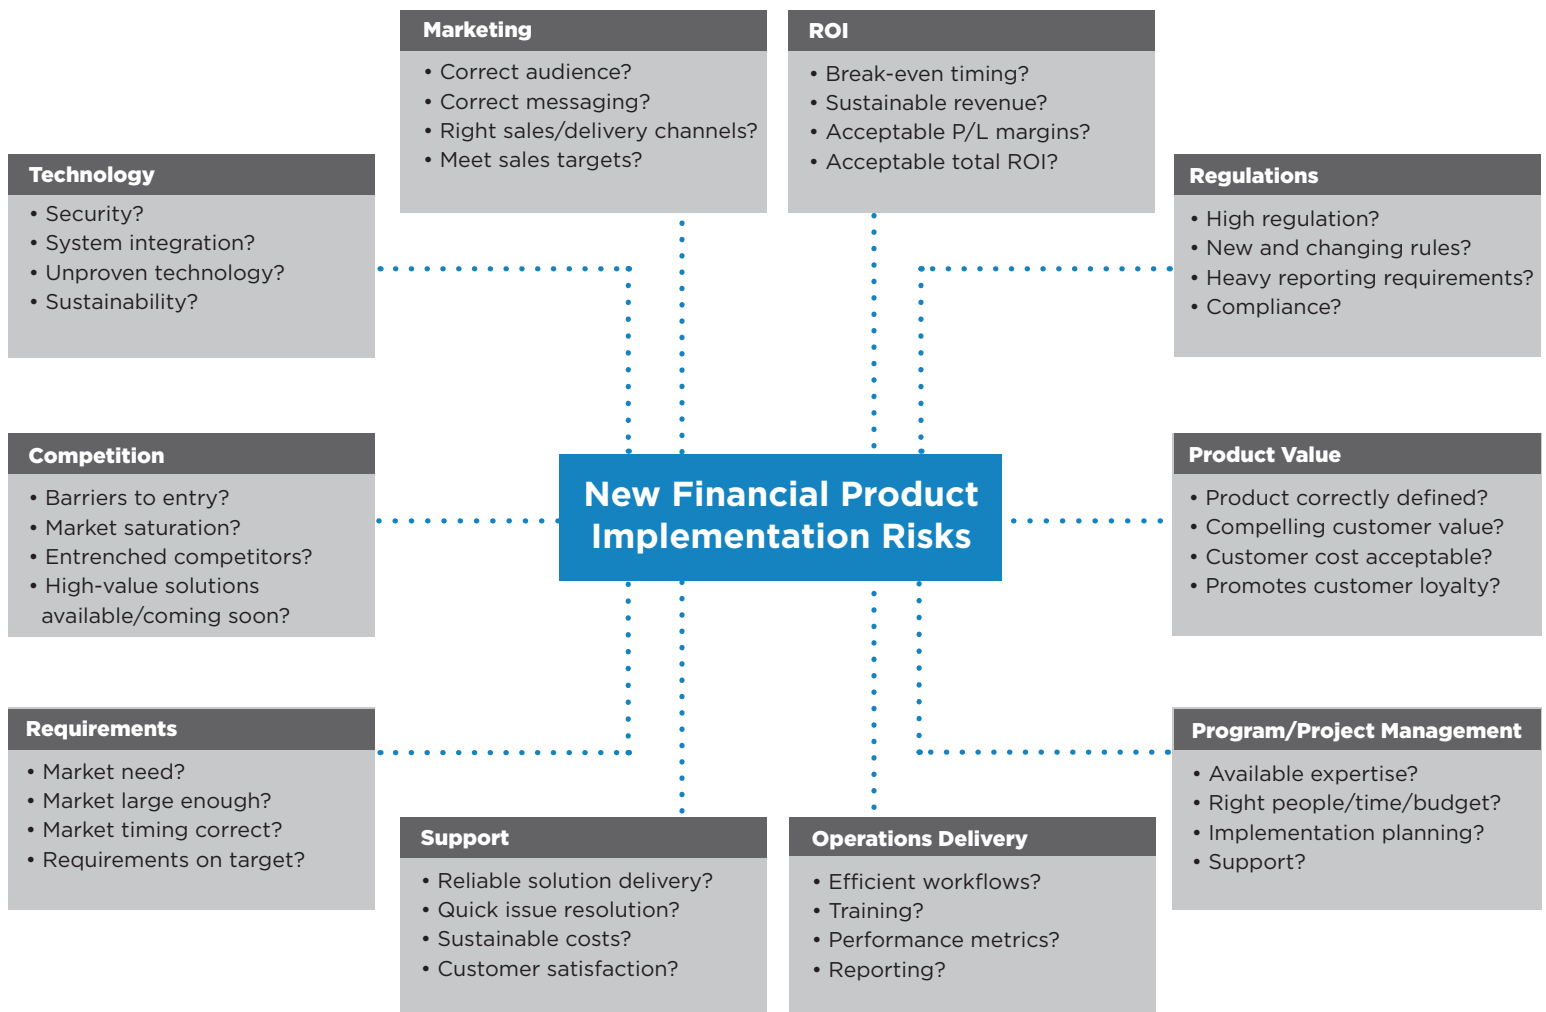 Marketing
• Correct audience?
• Correct messaging?
• Right sales/delivery channels?
• Meet sales targets?
ROI
• Break-even timing?
• Sustainable revenue?
• Acceptable P/L margins?
• Acceptable total ROI?
Technology
• Security?
• System integration?
• Unproven technology?
• Sustainability?
Regulations
• High regulation?
• New and changing rules?
• Heavy reporting requirements?
• Compliance?
Competition
• Barriers to entry?
• Market saturation?
• Entrenched competitors?
• High-value solutions
available/coming soon?
New Financial Product
Implementation Risks
Product Value
• Product correctly defined?
• Compelling customer value?
• Customer cost acceptable?
• Promotes customer loyalty?
Requirements
• Market need?
• Market large enough?
• Market timing correct?
• Requirements on target?
Support
• Reliable solution delivery?
• Quick issue resolution?
• Sustainable costs?
• Customer satisfaction?
Operations Delivery
• Efficient workflows?
• Training?
• Performance metrics?
• Reporting?
Program/Project Management
• Available expertise?
• Right people/time/budget?
• Implementation planning?
• Support?